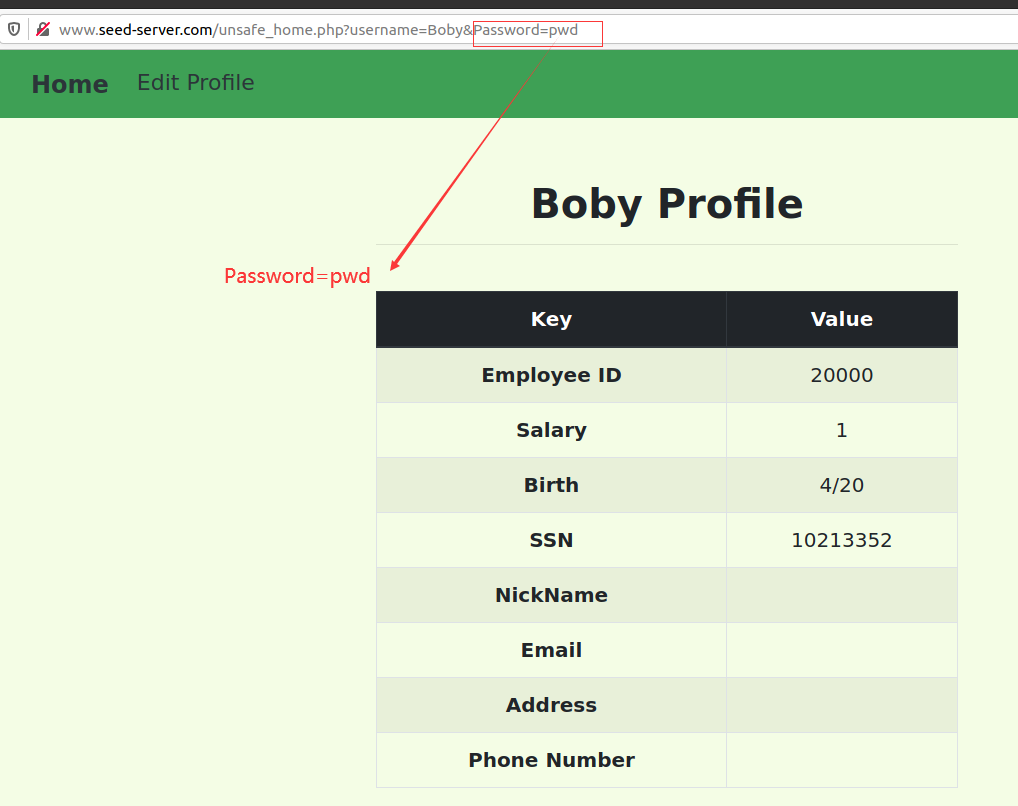 www.seed-server.com/unsafe_home.php?username=Boby&Password=pwd
Home Edit Profile
Boby Profile
Password=pwd
Key Value
Employee ID 20000
Salary 1
Birth 4/20
SSN 10213352
NickName
Email
Address
Phone Number